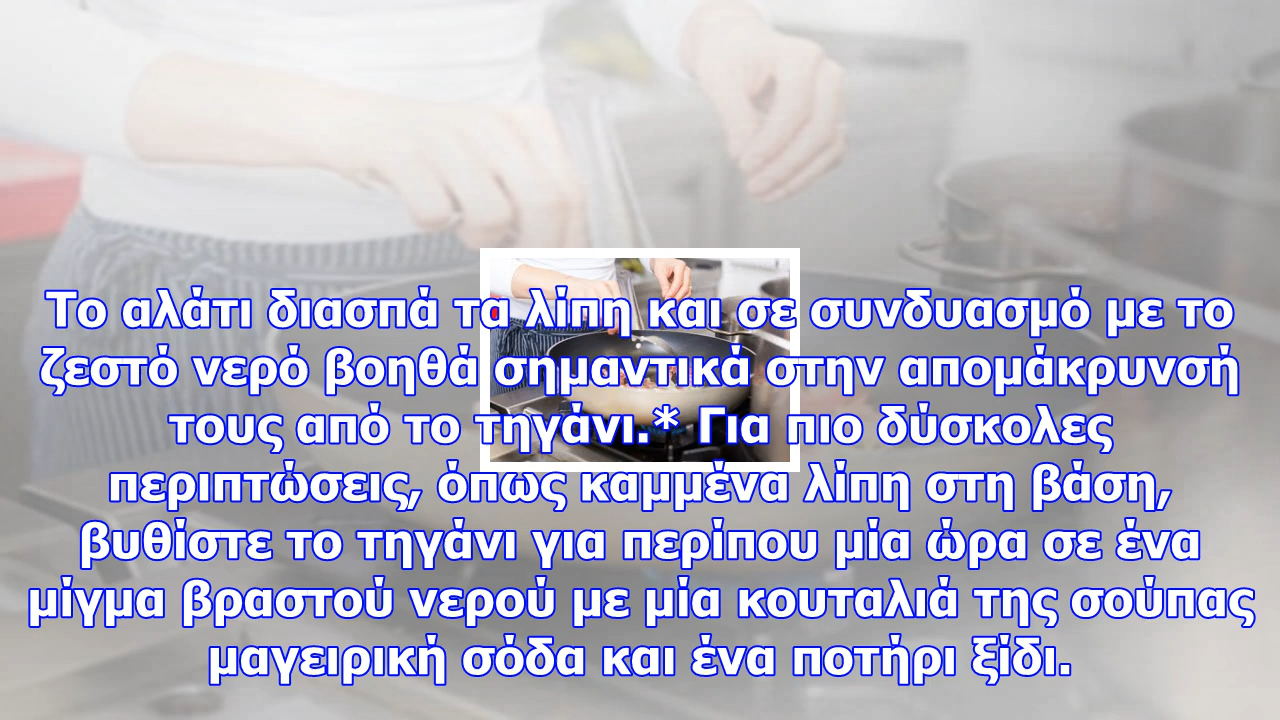 Το αλάτι διασπά τα λίπη και σε συνδυασμό με το
ζεστό νερό βοηθά σημαντικά στην απομάκρυνσή
τους από το τηγάνι.* Για πιο δύσκολες
περιπτώσεις, όπως καμμένα λίπη στη βάση,
βυθίστε το τηγάνι για περίπου μία ώρα σε ένα
μίγμα βραστού νερού με μία κουταλιά της σούπας
μαγειρική σόδα και ένα ποτήρι ξίδι.